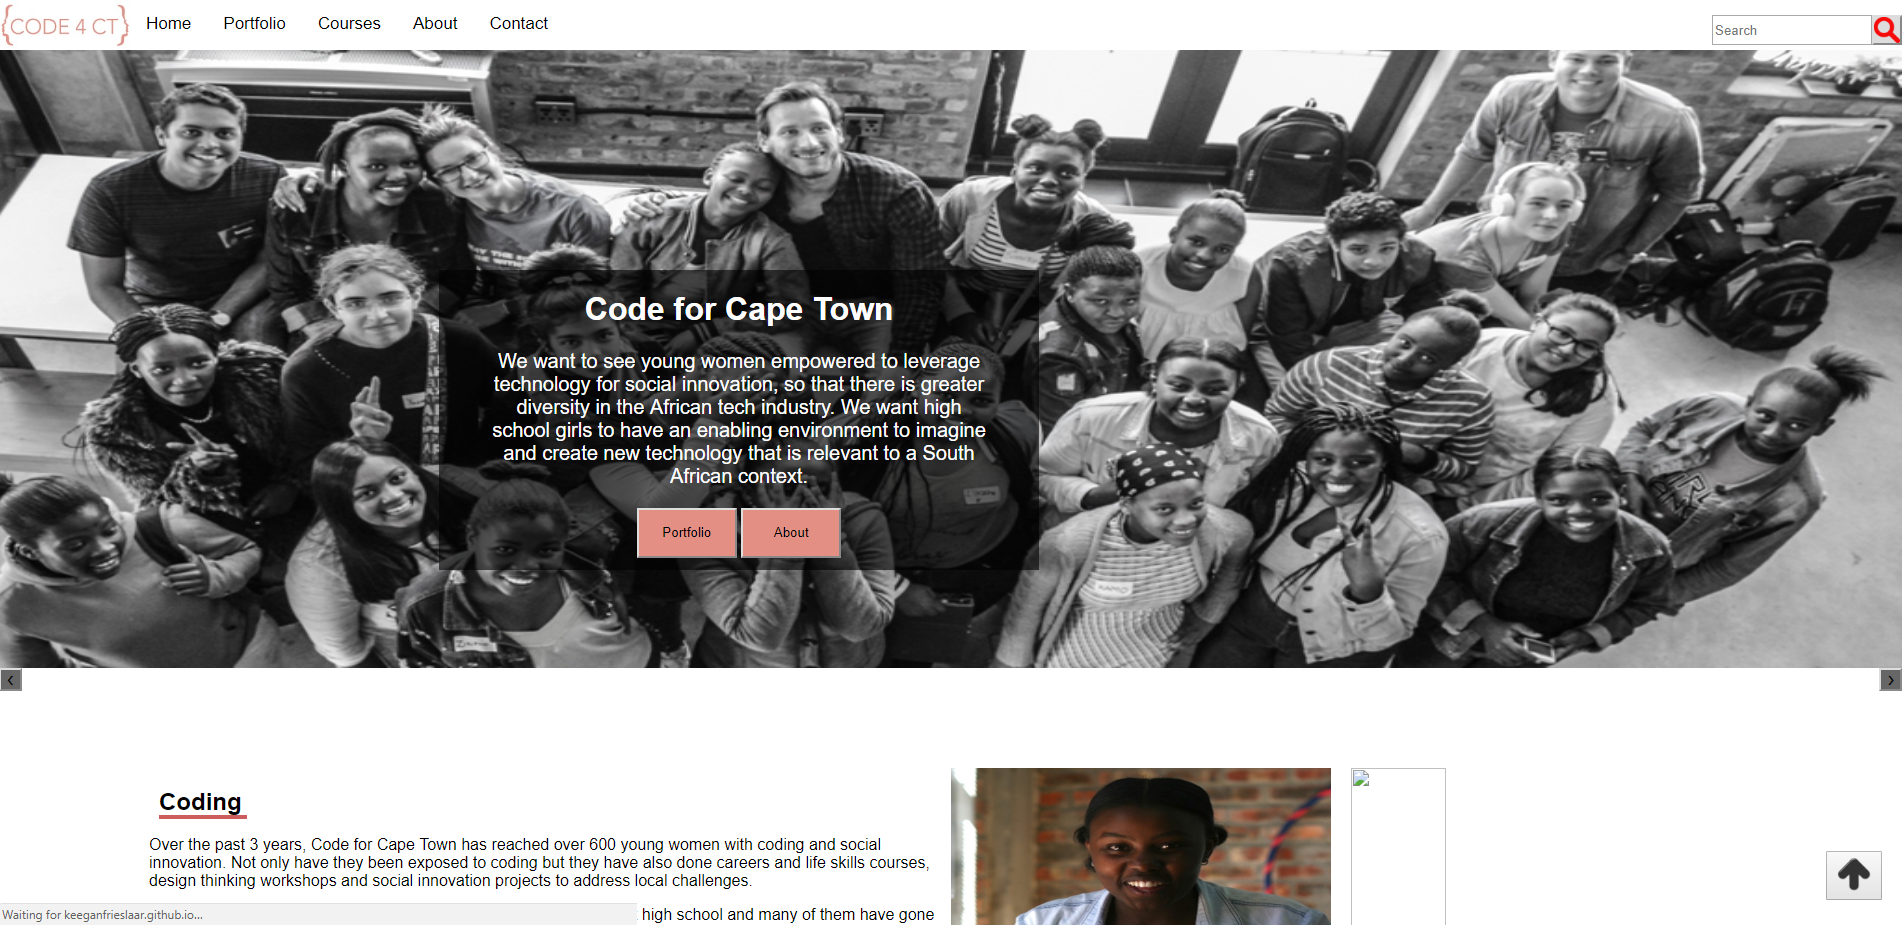 {CODE 4 CT}
Home
Portfolio
Courses
About
Contact
Search
Code for Cape Town
We want to see young women empowered to leverage
technology for social innovation, so that there is greater
diversity in the African tech industry. We want high
school girls to have an enabling environment to imagine
and create new technology that is relevant to a South
African context.
Portfolio
About
‹
›
Coding
Over the past 3 years, Code for Cape Town has reached over 600 young women with coding and social
innovation. Not only have they been exposed to coding but they have also done careers and life skills courses,
design thinking workshops and social innovation projects to address local challenges.
high school and many of them have gone
Waiting for keeganfrieslaar.github.io...